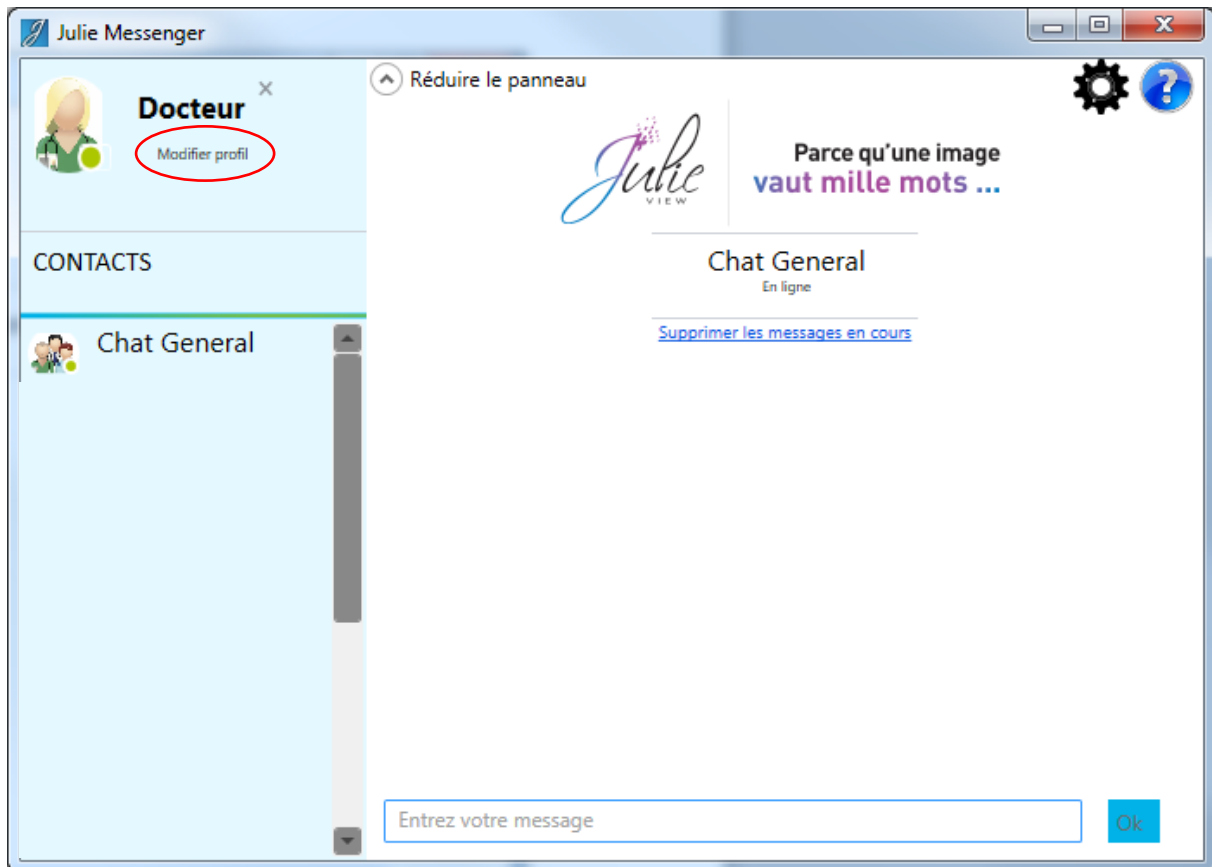 Julie Messenger
Docteur
Modifier profil
CONTACTS
Chat General
Réduire le panneau
Julie
VIEW
Parce qu'une image
vaut mille mots ...
Chat General
En ligne
Supprimer les messages en cours
Entrez votre message
Ok